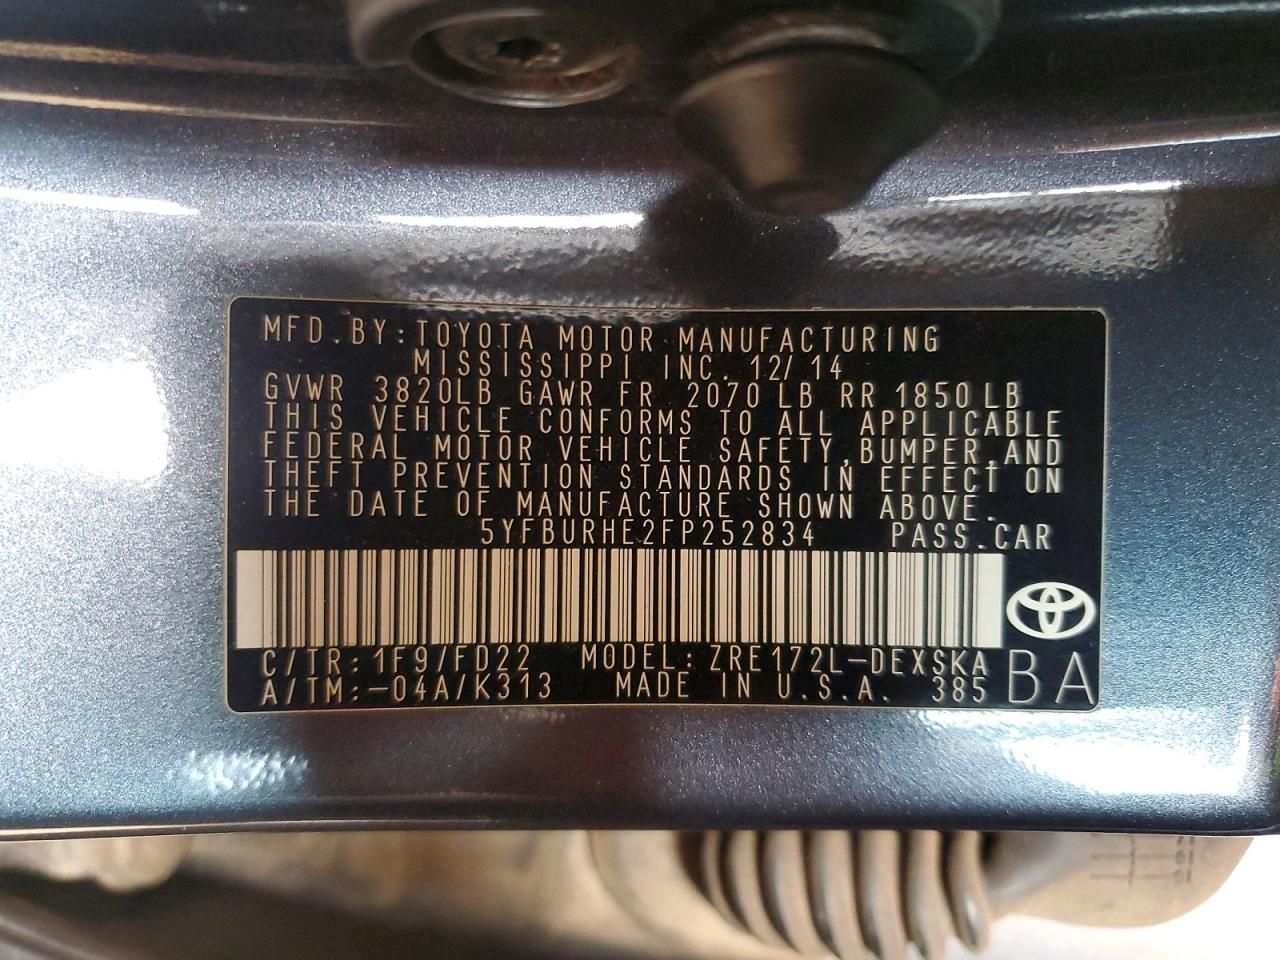 MFD.BY:TOYOTA MOTOR MANUFACTURING
MISSISSIPPI INC. 12/14
GVWR 3820LB GAWR FR 2070LB RR 1850LB
THIS VEHICLE CONFORMS TO ALL APPLICABLE
FEDERAL MOTOR VEHICLE SAFETY,BUMPER,AND
THEFT PREVENTION STANDARDS IN EFFECT ON
THE DATE OF MANUFACTURE SHOWN ABOVE.
5YFBURHE2FP252834 PASS.CAR
C/TR:1F9/FD22 MODEL:ZRE172L-DEXSKA
A/TM:-04A/K313 MADE IN U.S.A. 385 BA